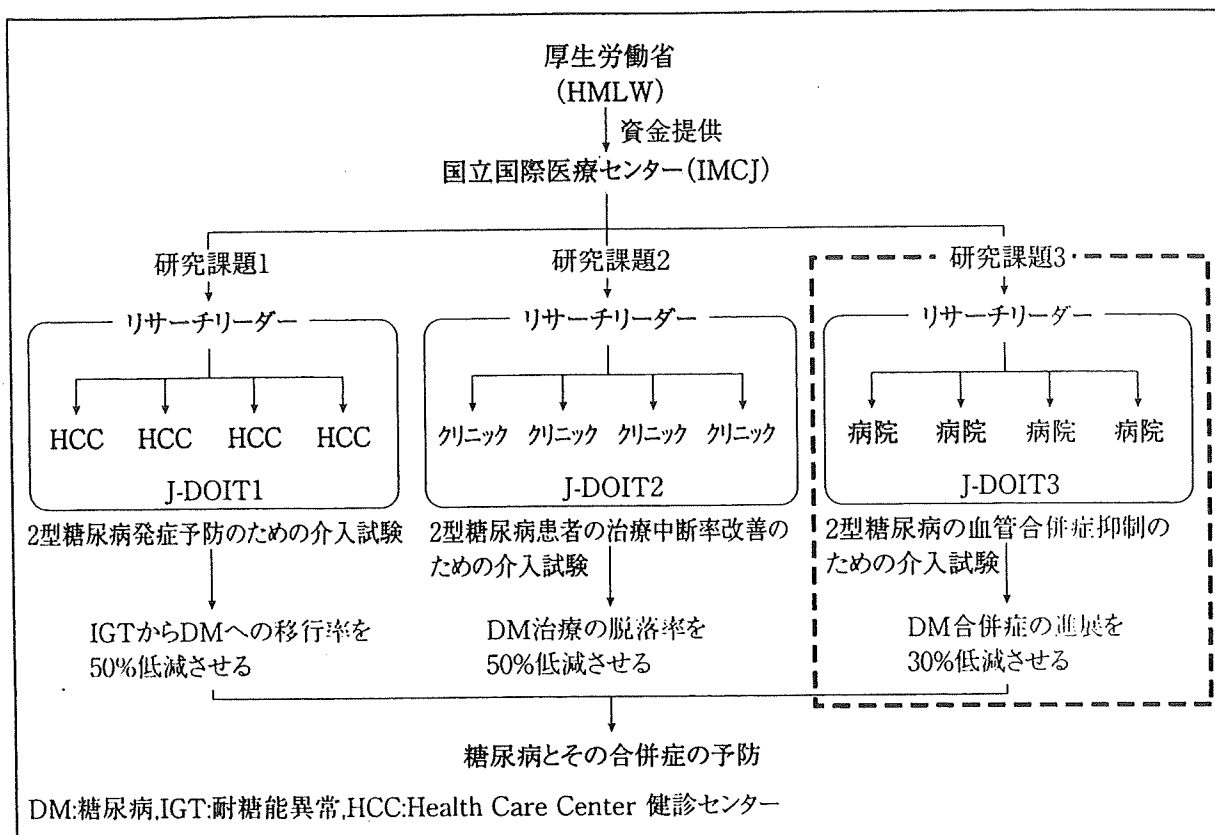 厚生労働省
(HMLW)
資金提供
国立国際医療センター(IMCJ)
研究課題1
リサーチリーダー
HCC HCC HCC HCC
J-DOIT1
2型糖尿病発症予防のための介入試験
IGTからDMへの移行率を
50%低減させる
研究課題2
リサーチリーダー
クリニック クリニック クリニック クリニック
J-DOIT2
2型糖尿病患者の治療中断率改善の
ための介入試験
DM治療の脱落率を
50%低減させる
研究課題3
リサーチリーダー
病院 病院 病院 病院
J-DOIT3
2型糖尿病の血管合併症抑制の
ための介入試験
DM合併症の進展を
30%低減させる
糖尿病とその合併症の予防
DM:糖尿病,IGT:耐糖能異常,HCC:Health Care Center 健診センター